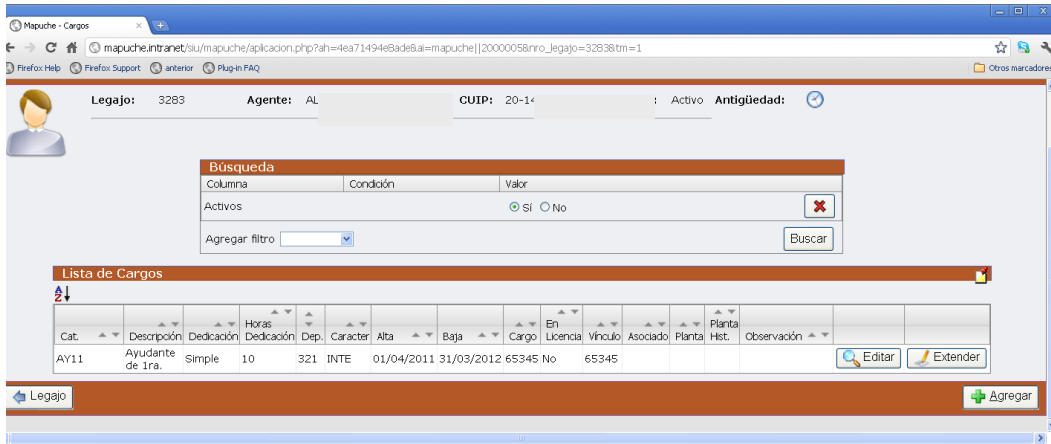 Mapuche - Cargos
mapuche.intranet/siu/mapuche/aplicacion.php?ah=4ea71494e8ade&ai=mapuche||2000005&nro_legajo=3283&tm=1
Firefox Help Firefox Support anterior Plug-in FAQ Otros marcadores
Legajo: 3283 Agente: AL CUIP: 20-14 : Activo Antigüedad:
Búsqueda
Columna Condición Valor
Activos Sí No
Agregar filtro Buscar
Lista de Cargos
Cat. Descripción Dedicación Horas Dedicación Dep. Caracter Alta Baja Cargo En Licencia Vínculo Asociado Planta Planta Hist. Observación
AY11 Ayudante de 1ra. Simple 10 321 INTE 01/04/2011 31/03/2012 65345 No 65345 Editar Extender
Legajo Agregar